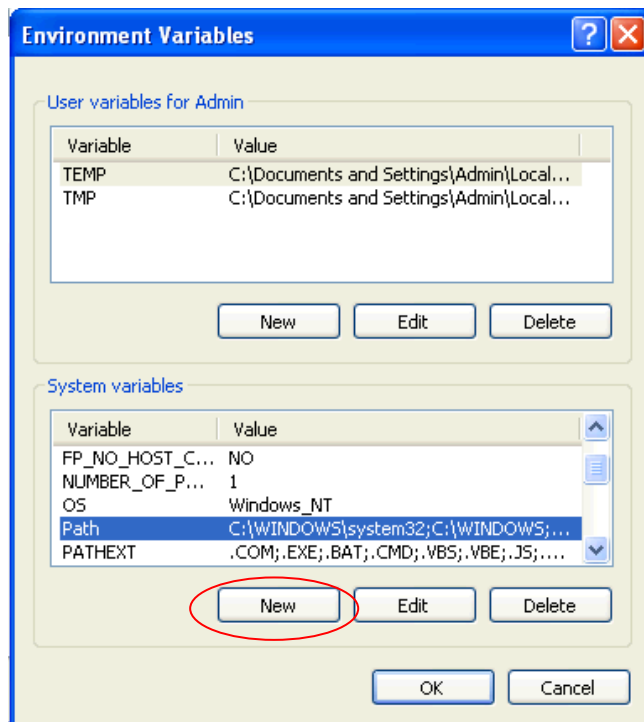 Environment Variables
User variables for Admin
Variable Value
TEMP C:\Documents and Settings\Admin\Local...
TMP C:\Documents and Settings\Admin\Local...
New Edit Delete
System variables
Variable Value
FP_NO_HOST_C... NO
NUMBER_OF_P... 1
OS Windows_NT
Path C:\WINDOWS\system32;C:\WINDOWS;...
PATHEXT .COM;.EXE;.BAT;.CMD;.VBS;.VBE;.JS;....
New Edit Delete
OK Cancel